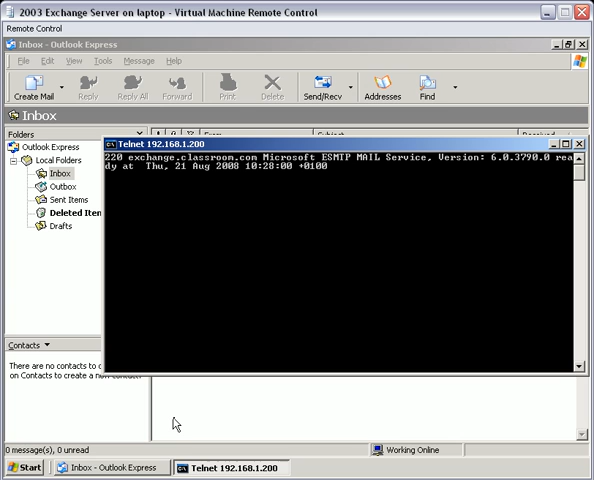 2003 Exchange Server on laptop - Virtual Machine Remote Control
Remote Control
Inbox - Outlook Express
File Edit View Tools Message Help
Create Mail Reply Reply All Forward Print Delete Send/Recv Addresses Find
Inbox
Folders
From Subject Received
Outlook Express
Local Folders
Inbox
Outbox
Sent Items
Deleted Item
Drafts
Telnet 192.168.1.200
220 exchange.classroom.com Microsoft ESMTP MAIL Service, Version: 6.0.3790.0 rea
dy at Thu, 21 Aug 2008 10:28:00 +0100
Contacts
There are no contacts to
on Contacts to create a new contact.
0 message(s), 0 unread
Working Online
Start
Inbox - Outlook Express
Telnet 192.168.1.200